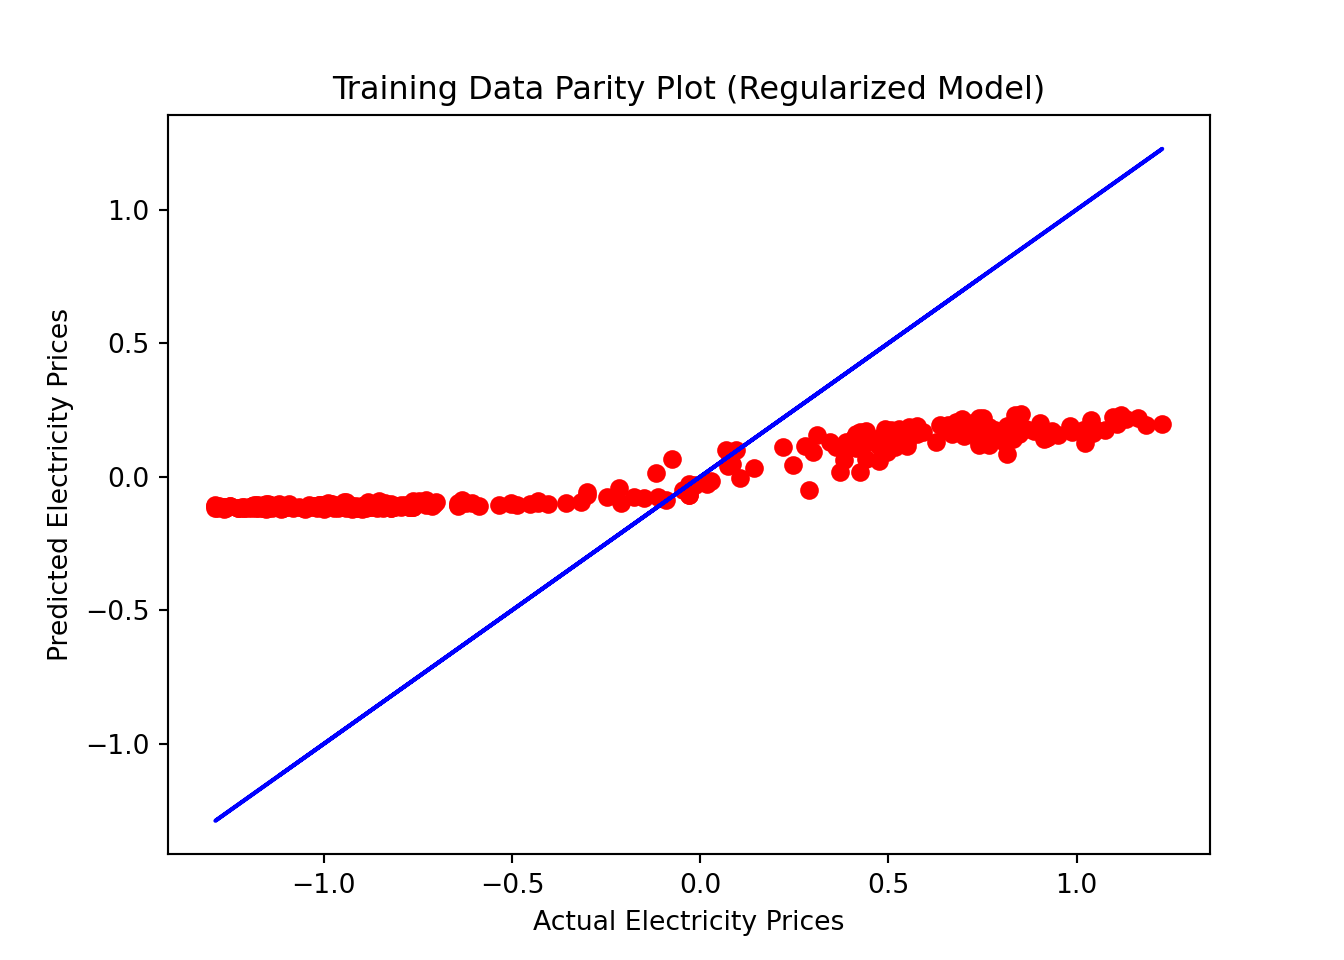 Training Data Parity Plot (Regularized Model)
1.0
0.5
0.0
−0.5
−1.0
Predicted Electricity Prices
−1.0 −0.5 0.0 0.5 1.0
Actual Electricity Prices